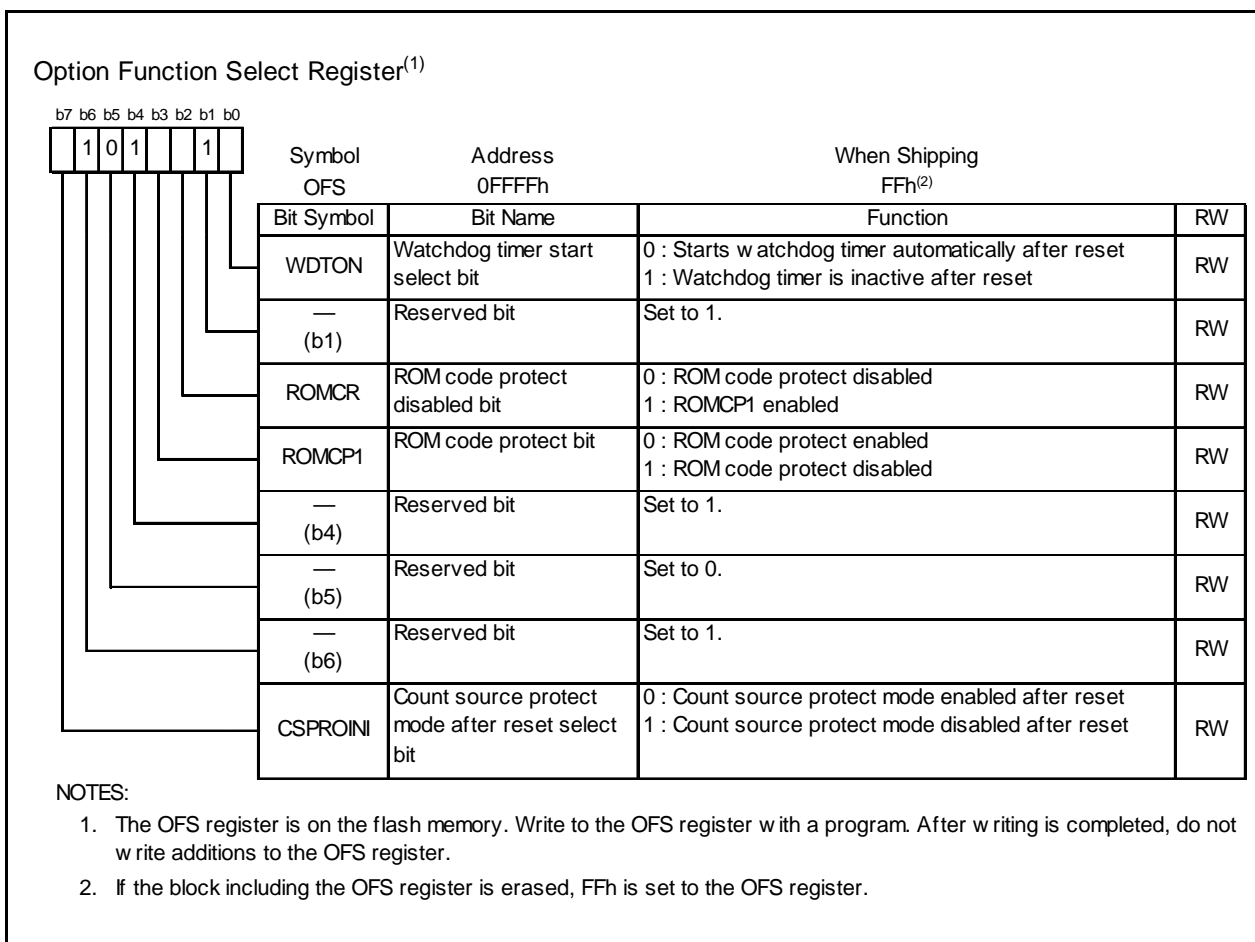 Option Function Select Register(1)
b7 b6 b5 b4 b3 b2 b1 b0
1 0 1 1
Symbol Address When Shipping
OFS 0FFFFh FFh(2)
Bit Symbol Bit Name Function RW
WDTON Watchdog timer start select bit 0 : Starts watchdog timer automatically after reset RW
1 : Watchdog timer is inactive after reset
— (b1) Reserved bit Set to 1. RW
ROMCR ROM code protect disabled bit 0 : ROM code protect disabled RW
1 : ROMCP1 enabled
ROMCP1 ROM code protect bit 0 : ROM code protect enabled RW
1 : ROM code protect disabled
— (b4) Reserved bit Set to 1. RW
— (b5) Reserved bit Set to 0. RW
— (b6) Reserved bit Set to 1. RW
CSPROINI Count source protect mode after reset select bit 0 : Count source protect mode enabled after reset RW
1 : Count source protect mode disabled after reset
NOTES:
1. The OFS register is on the flash memory. Write to the OFS register with a program. After writing is completed, do not
write additions to the OFS register.
2. If the block including the OFS register is erased, FFh is set to the OFS register.